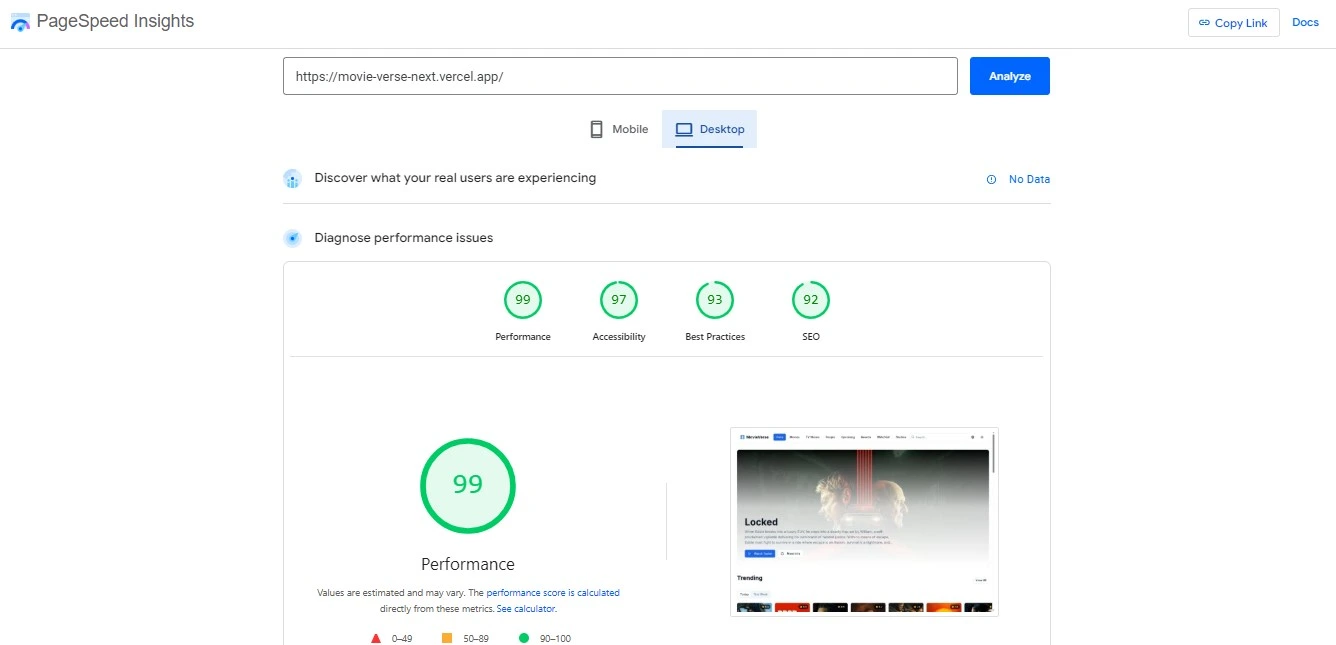 PageSpeed Insights
Copy Link
Docs
https://movie-verse-next.vercel.app/
Analyze
Mobile
Desktop
Discover what your real users are experiencing
No Data
Diagnose performance issues
99
97
93
92
Performance
Accessibility
Best Practices
SEO
99
Performance
Values are estimated and may vary. The performance score is calculated
directly from these metrics. See calculator.
0–49
50–89
90–100
MovieVerse
Locked
Trending